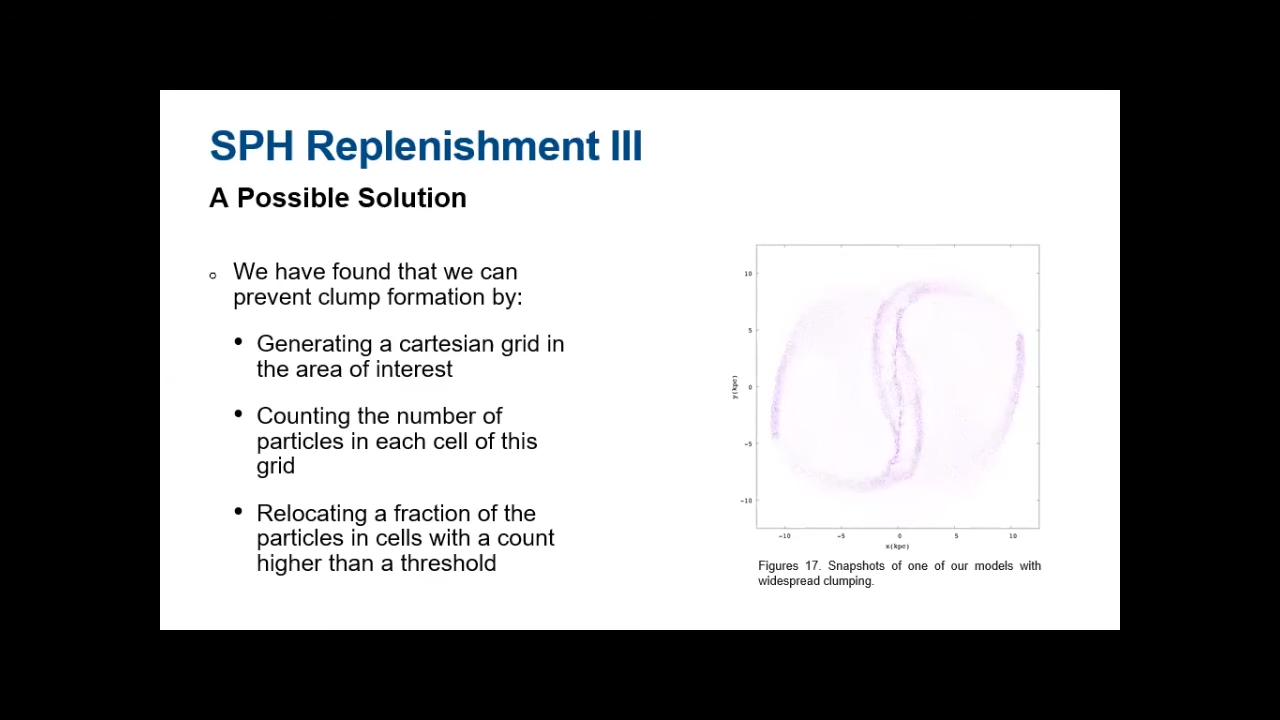 SPH Replenishment III
A Possible Solution
We have found that we can
prevent clump formation by:
Generating a cartesian grid in
the area of interest
Counting the number of
particles in each cell of this
grid
Relocating a fraction of the
particles in cells with a count
higher than a threshold
10
5
0
-5
-10
y(kpc)
-10 -5 0 5 10
x(kpc)
Figures 17. Snapshots of one of our models with
widespread clumping.